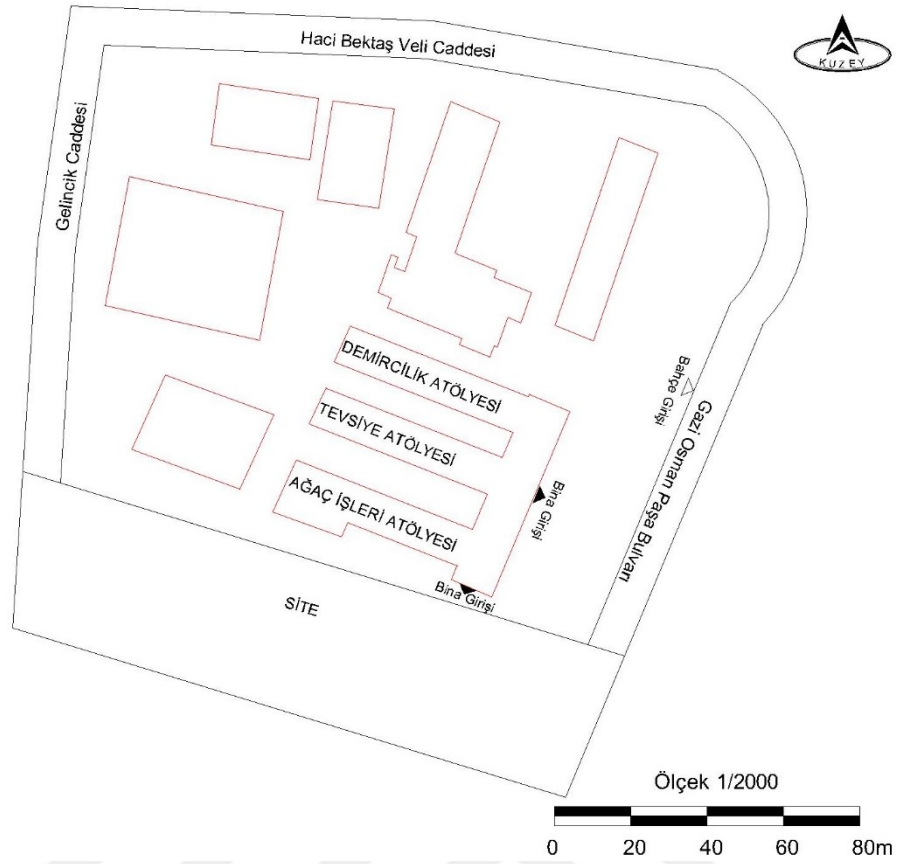 Haci Bektaş Veli Caddesi
KUZEY
Gelincik Caddesi
DEMİRCİLİK ATÖLYESİ
Bahçe Girişi
TEVSİYE ATÖLYESİ
Gazi Osman Paşa Bulvarı
AĞAÇ İŞLERİ ATÖLYESİ
Bina Girişi
Bina Girişi
SİTE
Ölçek 1/2000
0 20 40 60 80m